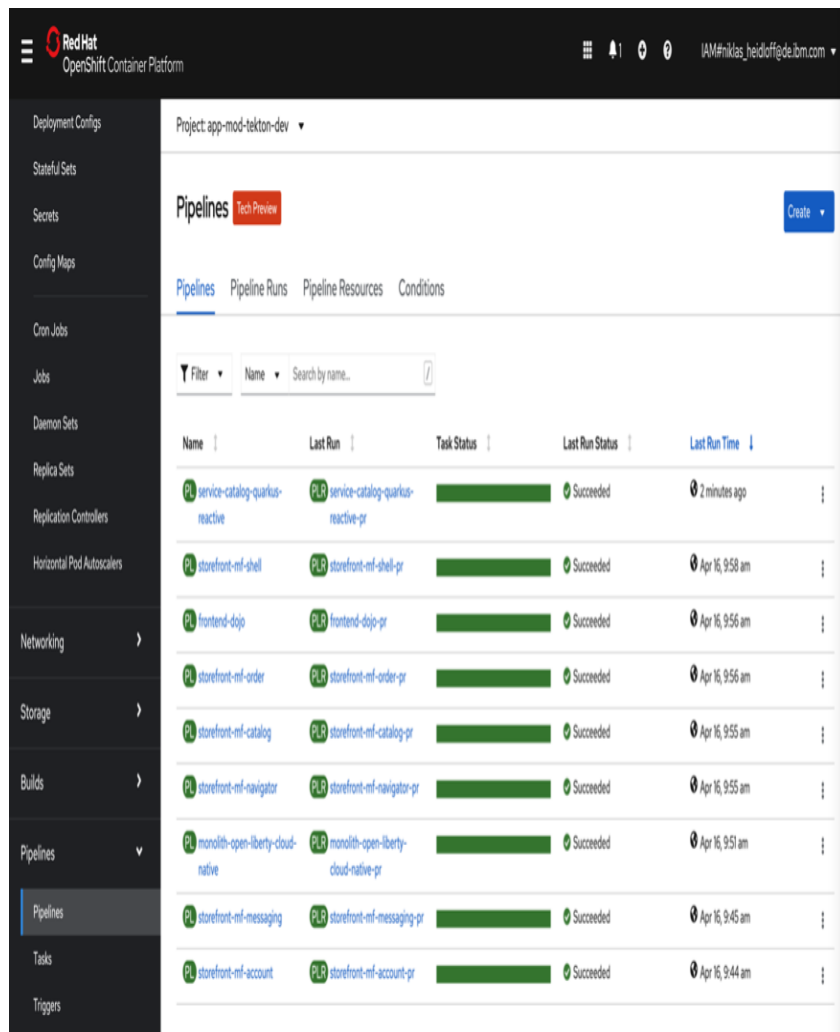 Red Hat
OpenShift Container Platform
1
IAM#niklas_heidloff@de.ibm.com
Deployment Configs
Stateful Sets
Secrets
Config Maps
Cron Jobs
Jobs
Daemon Sets
Replica Sets
Replication Controllers
Horizontal Pod Autoscalers
Networking
Storage
Builds
Pipelines
Pipelines
Tasks
Triggers
Project: app-mod-tekton-dev
Pipelines Tech Preview
Create
Pipelines Pipeline Runs Pipeline Resources Conditions
Filter Name Search by name... /
Name Last Run Task Status Last Run Status Last Run Time
PL service-catalog-quarkus-reactive PLR service-catalog-quarkus-reactive-pr Succeeded 2 minutes ago
PL storefront-mf-shell PLR storefront-mf-shell-pr Succeeded Apr 16, 9:58 am
PL frontend-dojo PLR frontend-dojo-pr Succeeded Apr 16, 9:56 am
PL storefront-mf-order PLR storefront-mf-order-pr Succeeded Apr 16, 9:56 am
PL storefront-mf-catalog PLR storefront-mf-catalog-pr Succeeded Apr 16, 9:55 am
PL storefront-mf-navigator PLR storefront-mf-navigator-pr Succeeded Apr 16, 9:55 am
PL monolith-open-liberty-cloud-native PLR monolith-open-liberty-cloud-native-pr Succeeded Apr 16, 9:51 am
PL storefront-mf-messaging PLR storefront-mf-messaging-pr Succeeded Apr 16, 9:45 am
PL storefront-mf-account PLR storefront-mf-account-pr Succeeded Apr 16, 9:44 am